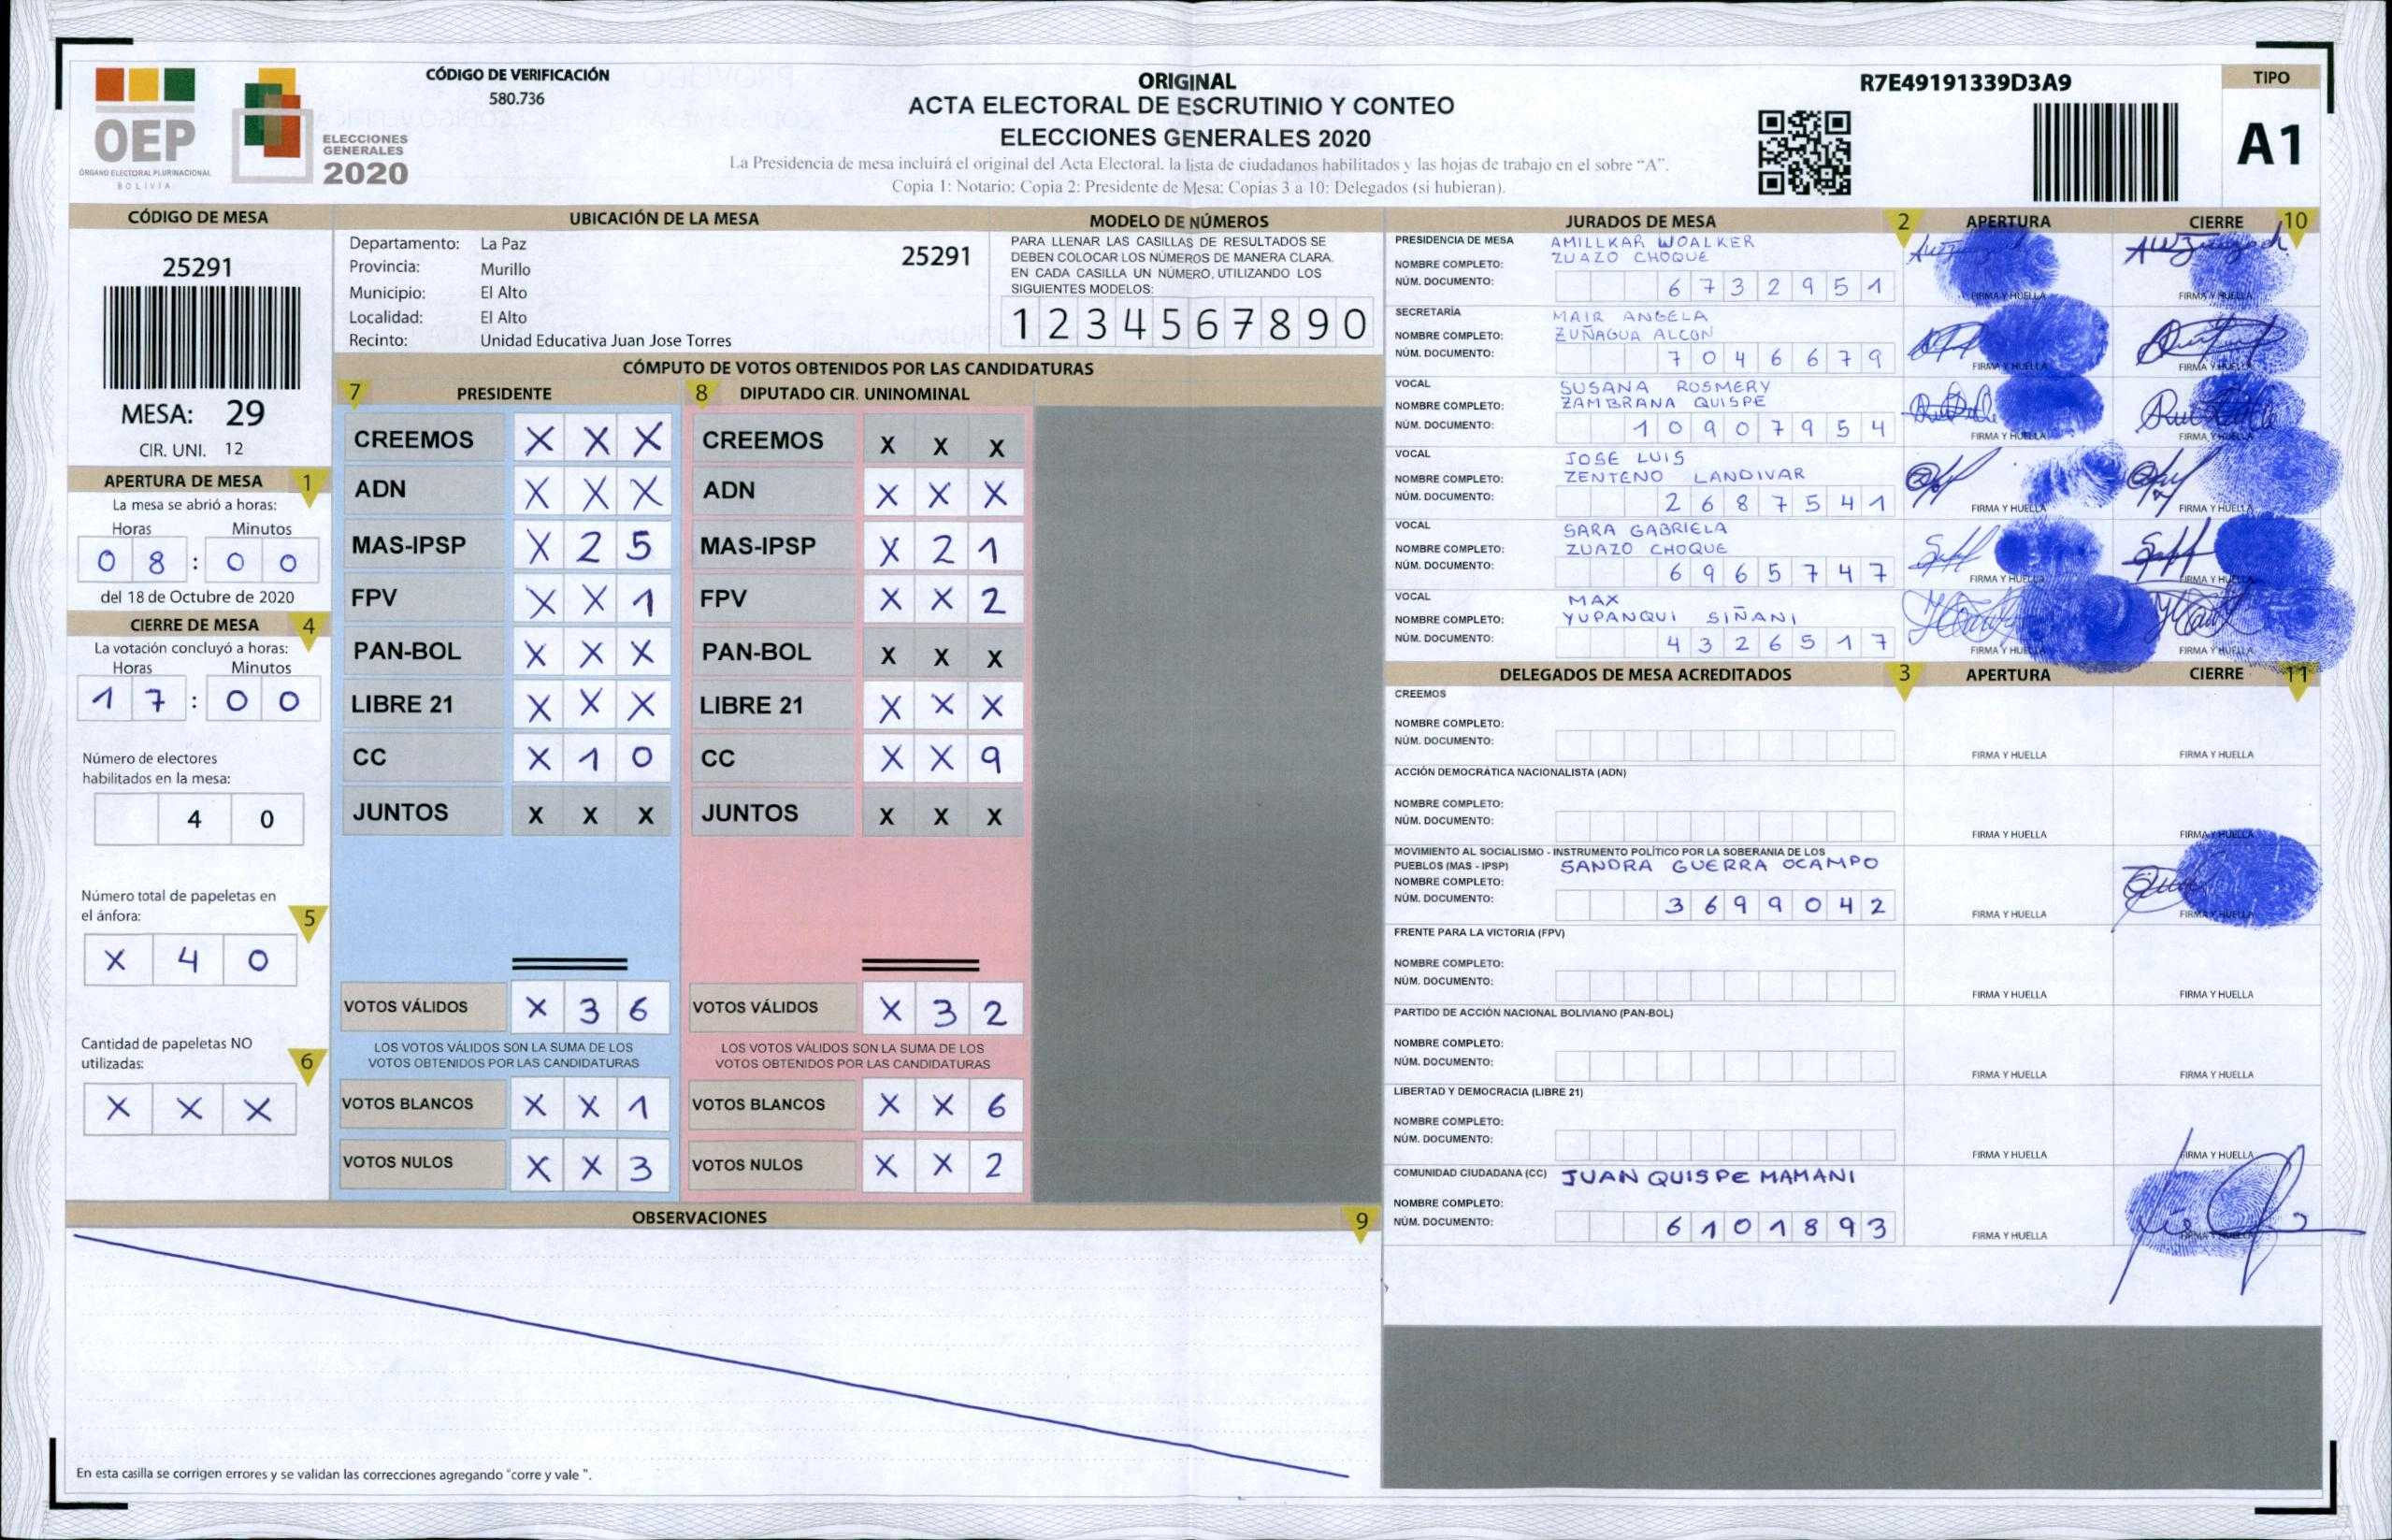 OEP
ÓRGANO ELECTORAL PLURINACIONAL
BOLIVIA
ELECCIONES
GENERALES
2020
CÓDIGO DE VERIFICACIÓN
580.736
ORIGINAL
ACTA ELECTORAL DE ESCRUTINIO Y CONTEO
ELECCIONES GENERALES 2020
La Presidencia de mesa incluirá el original del Acta Electoral. la lista de ciudadanos habilitados y las hojas de trabajo en el sobre “A”.
Copia 1: Notario: Copia 2: Presidente de Mesa: Copias 3 a 10: Delegados (si hubieran).
R7E49191339D3A9
TIPO
A1
CÓDIGO DE MESA
25291
MESA: 29
CIR. UNI. 12
APERTURA DE MESA 1
La mesa se abrió a horas:
Horas Minutos
0 8 : 0 0
del 18 de Octubre de 2020
CIERRE DE MESA 4
La votación concluyó a horas:
Horas Minutos
1 7 : 0 0
Número de electores
habilitados en la mesa:
4 0
Número total de papeletas en
el ánfora: 5
X 4 0
Cantidad de papeletas NO
utilizadas: 6
X X X
UBICACIÓN DE LA MESA
Departamento: La Paz 25291
Provincia: Murillo
Municipio: El Alto
Localidad: El Alto
Recinto: Unidad Educativa Juan Jose Torres
MODELO DE NÚMEROS
PARA LLENAR LAS CASILLAS DE RESULTADOS SE
DEBEN COLOCAR LOS NÚMEROS DE MANERA CLARA.
EN CADA CASILLA UN NÚMERO, UTILIZANDO LOS
SIGUIENTES MODELOS:
1 2 3 4 5 6 7 8 9 0
CÓMPUTO DE VOTOS OBTENIDOS POR LAS CANDIDATURAS
7 PRESIDENTE 8 DIPUTADO CIR. UNINOMINAL
CREEMOS X X X CREEMOS X X X
ADN X X X ADN X X X
MAS-IPSP X 2 5 MAS-IPSP X 2 1
FPV X X 1 FPV X X 2
PAN-BOL X X X PAN-BOL X X X
LIBRE 21 X X X LIBRE 21 X X X
CC X 1 0 CC X X 9
JUNTOS X X X JUNTOS X X X
VOTOS VÁLIDOS X 3 6 VOTOS VÁLIDOS X 3 2
LOS VOTOS VÁLIDOS SON LA SUMA DE LOS LOS VOTOS VÁLIDOS SON LA SUMA DE LOS
VOTOS OBTENIDOS POR LAS CANDIDATURAS VOTOS OBTENIDOS POR LAS CANDIDATURAS
VOTOS BLANCOS X X 1 VOTOS BLANCOS X X 6
VOTOS NULOS X X 3 VOTOS NULOS X X 2
OBSERVACIONES 9
En esta casilla se corrigen errores y se validan las correcciones agregando “corre y vale ”.
JURADOS DE MESA 2 APERTURA CIERRE 10
PRESIDENCIA DE MESA AMILLKAR WOALKER
NOMBRE COMPLETO: ZUAZO CHOQUE
NÚM. DOCUMENTO: 6 7 3 2 9 5 1 FIRMA Y HUELLA FIRMA Y HUELLA
SECRETARÍA MAIR ANGELA
NOMBRE COMPLETO: ZUÑAGUA ALCON
NÚM. DOCUMENTO: 7 0 4 6 6 7 9 FIRMA Y HUELLA FIRMA Y HUELLA
VOCAL SUSANA ROSMERY
NOMBRE COMPLETO: ZAMBRANA QUISPE
NÚM. DOCUMENTO: 1 0 9 0 7 9 5 4 FIRMA Y HUELLA FIRMA Y HUELLA
VOCAL JOSE LUIS
NOMBRE COMPLETO: ZENTENO LANDIVAR
NÚM. DOCUMENTO: 2 6 8 7 5 4 1 FIRMA Y HUELLA FIRMA Y HUELLA
VOCAL SARA GABRIELA
NOMBRE COMPLETO: ZUAZO CHOQUE
NÚM. DOCUMENTO: 6 9 6 5 7 4 7 FIRMA Y HUELLA FIRMA Y HUELLA
VOCAL MAX
NOMBRE COMPLETO: YUPANQUI SIÑANI
NÚM. DOCUMENTO: 4 3 2 6 5 1 7 FIRMA Y HUELLA FIRMA Y HUELLA
DELEGADOS DE MESA ACREDITADOS 3 APERTURA CIERRE 11
CREEMOS
NOMBRE COMPLETO:
NÚM. DOCUMENTO: FIRMA Y HUELLA FIRMA Y HUELLA
ACCIÓN DEMOCRÁTICA NACIONALISTA (ADN)
NOMBRE COMPLETO:
NÚM. DOCUMENTO: FIRMA Y HUELLA FIRMA Y HUELLA
MOVIMIENTO AL SOCIALISMO - INSTRUMENTO POLÍTICO POR LA SOBERANIA DE LOS
PUEBLOS (MAS - IPSP) SANDRA GUERRA OCAMPO
NOMBRE COMPLETO:
NÚM. DOCUMENTO: 3 6 9 9 0 4 2 FIRMA Y HUELLA FIRMA Y HUELLA
FRENTE PARA LA VICTORIA (FPV)
NOMBRE COMPLETO:
NÚM. DOCUMENTO: FIRMA Y HUELLA FIRMA Y HUELLA
PARTIDO DE ACCIÓN NACIONAL BOLIVIANO (PAN-BOL)
NOMBRE COMPLETO:
NÚM. DOCUMENTO: FIRMA Y HUELLA FIRMA Y HUELLA
LIBERTAD Y DEMOCRACIA (LIBRE 21)
NOMBRE COMPLETO:
NÚM. DOCUMENTO: FIRMA Y HUELLA FIRMA Y HUELLA
COMUNIDAD CIUDADANA (CC) JUAN QUISPE MAMANI
NOMBRE COMPLETO:
NÚM. DOCUMENTO: 6 1 0 1 8 9 3 FIRMA Y HUELLA FIRMA Y HUELLA